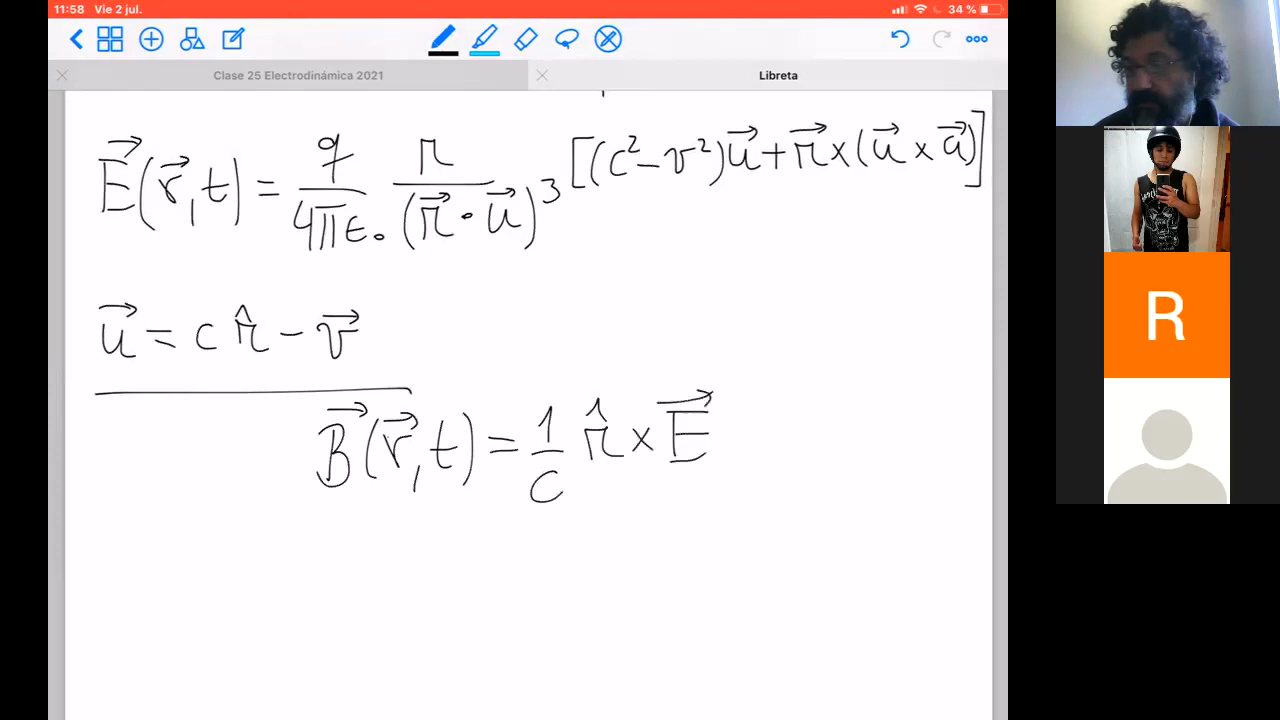 11:58 Vie 2 jul. 34 %
Clase 25 Electrodinámica 2021 Libreta
E⃗(r⃗,t) = q/(4πε₀) 𝓇/(𝓇⃗ · u⃗)³ [(c² − v²)u⃗ + 𝓇⃗ × (u⃗ × a⃗)]
u⃗ = c 𝓇̂ − v⃗
B⃗(r⃗,t) = 1/c 𝓇̂ × E⃗
R